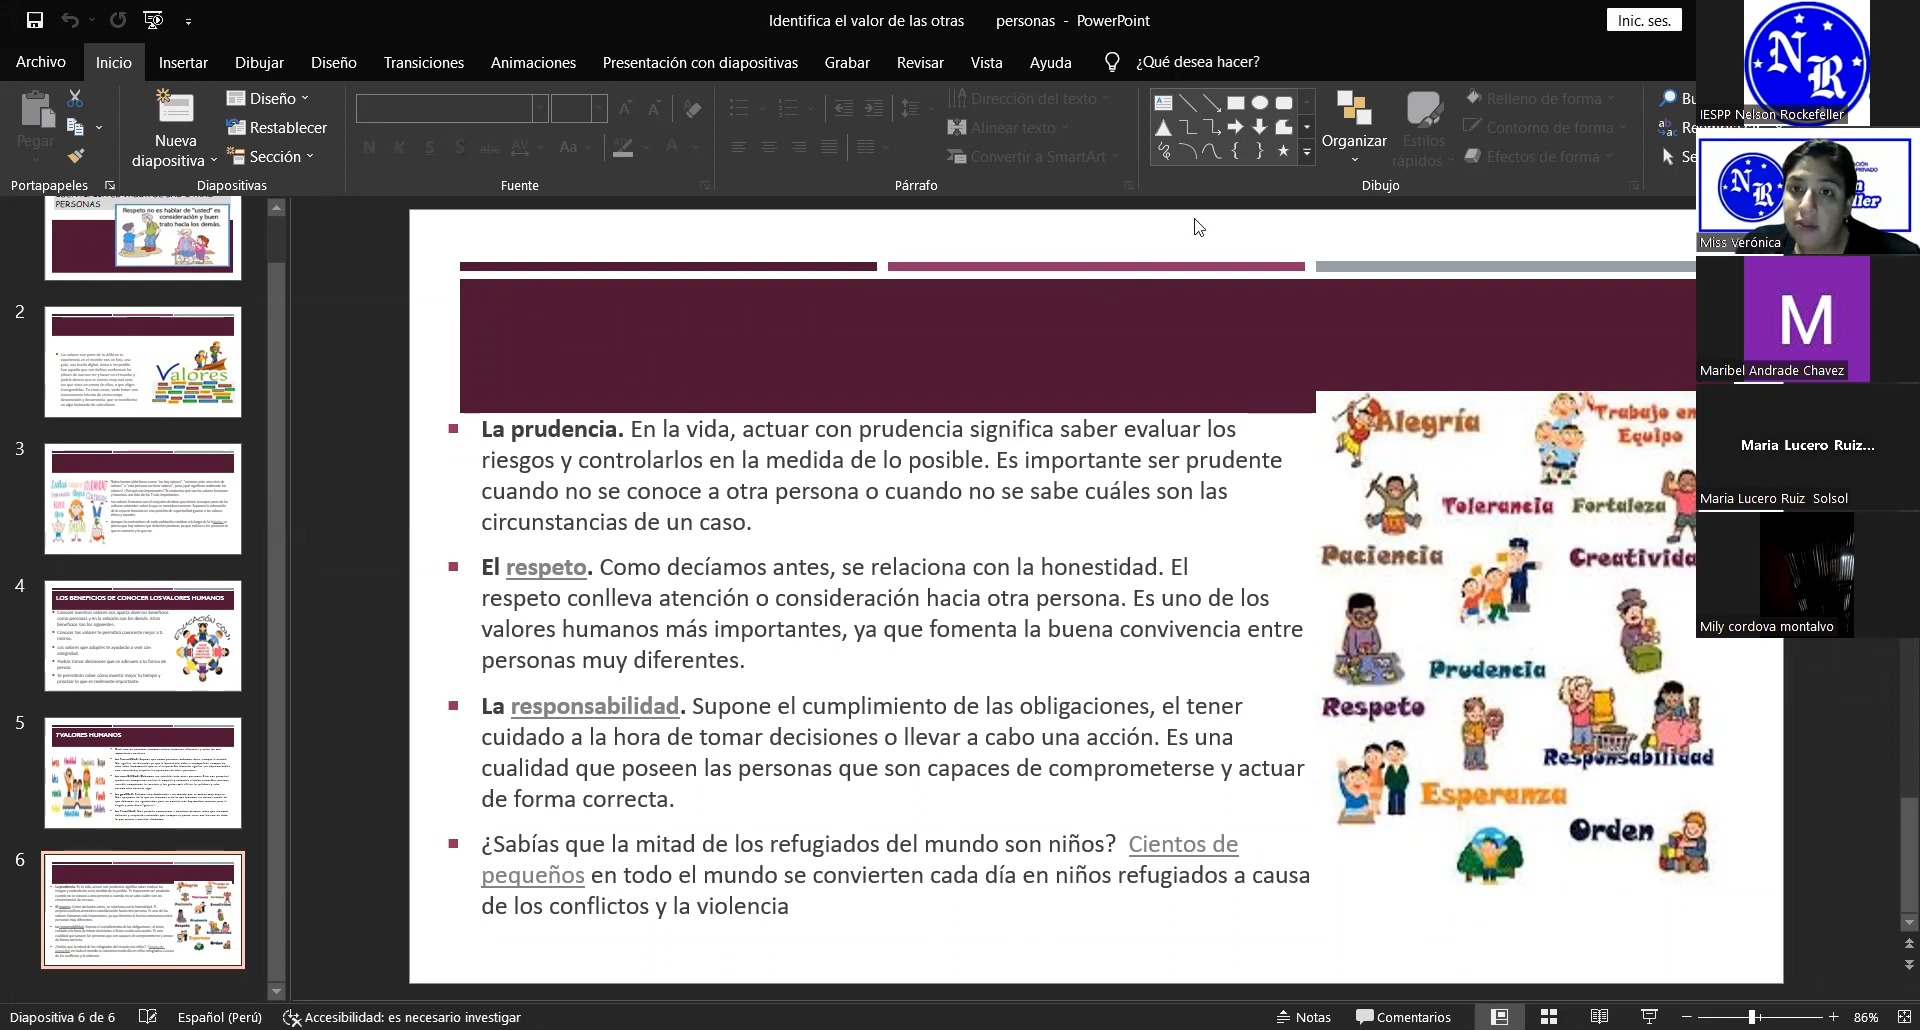 Identifica el valor de las otras personas - PowerPoint
Inic. ses.
Archivo Inicio Insertar Dibujar Diseño Transiciones Animaciones Presentación con diapositivas Grabar Revisar Vista Ayuda ¿Qué desea hacer?
Pegar
Portapapeles
Nueva
diapositiva
Diseño
Restablecer
Sección
Diapositivas
N K S S abc AV Aa A
Fuente
Dirección del texto
Alinear texto
Convertir a SmartArt
Párrafo
Organizar
Estilos
rápidos
Relleno de forma
Contorno de forma
Efectos de forma
Dibujo
PERSONAS
Respeto no es hablar de "usted" es
consideración y buen
trato hacia los demás.
2
Valores
3
4
LOS BENEFICIOS DE CONOCER LOS VALORES HUMANOS
5
7 VALORES HUMANOS
6
La prudencia. En la vida, actuar con prudencia significa saber evaluar los
riesgos y controlarlos en la medida de lo posible. Es importante ser prudente
cuando no se conoce a otra persona o cuando no se sabe cuáles son las
circunstancias de un caso.
El respeto. Como decíamos antes, se relaciona con la honestidad. El
respeto conlleva atención o consideración hacia otra persona. Es uno de los
valores humanos más importantes, ya que fomenta la buena convivencia entre
personas muy diferentes.
La responsabilidad. Supone el cumplimiento de las obligaciones, el tener
cuidado a la hora de tomar decisiones o llevar a cabo una acción. Es una
cualidad que poseen las personas que son capaces de comprometerse y actuar
de forma correcta.
¿Sabías que la mitad de los refugiados del mundo son niños? Cientos de
pequeños en todo el mundo se convierten cada día en niños refugiados a causa
de los conflictos y la violencia
Alegría
Trabajo en
Equipo
Tolerancia
Fortaleza
Paciencia
Creativida
Prudencia
Respeto
Responsabilidad
Esperanza
Orden
NR
IESPP Nelson Rockefeller
NR
Miss Verónica
M
Maribel Andrade Chavez
Maria Lucero Ruiz...
Maria Lucero Ruiz Solsol
Mily cordova montalvo
Diapositiva 6 de 6
Español (Perú)
Accesibilidad: es necesario investigar
Notas
Comentarios
86%